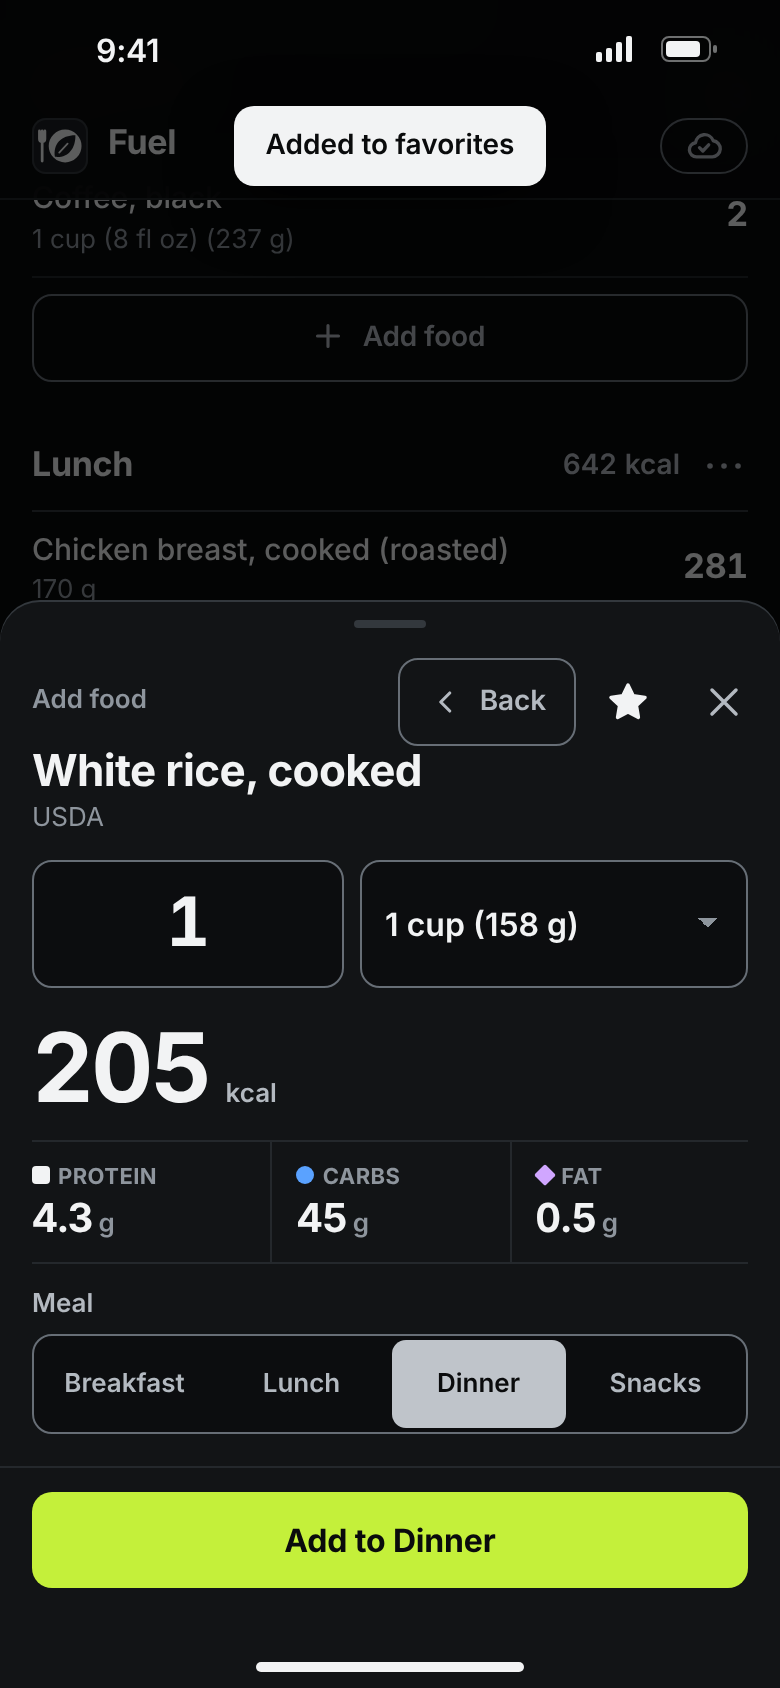 9:41
Fuel
Added to favorites
Coffee, black
2
1 cup (8 fl oz) (237 g)
Add food
Lunch
642 kcal
Chicken breast, cooked (roasted)
281
170 g
Add food
Back
White rice, cooked
USDA
1
1 cup (158 g)
205 kcal
PROTEIN
4.3 g
CARBS
45 g
FAT
0.5 g
Meal
Breakfast
Lunch
Dinner
Snacks
Add to Dinner